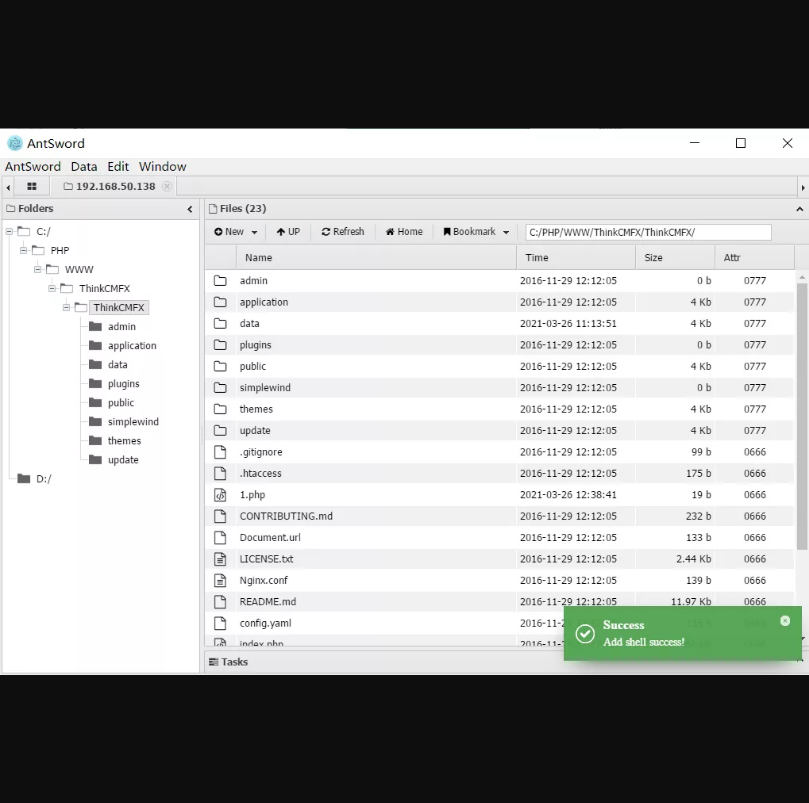 AntSword
AntSword Data Edit Window
192.168.50.138
Folders
Files (23)
New UP Refresh Home Bookmark C:/PHP/WWW/ThinkCMFX/ThinkCMFX/
C:/
PHP
WWW
ThinkCMFX
ThinkCMFX
admin
application
data
plugins
public
simplewind
themes
update
D:/
Name Time Size Attr
admin 2016-11-29 12:12:05 0 b 0777
application 2016-11-29 12:12:05 4 Kb 0777
data 2021-03-26 11:13:51 4 Kb 0777
plugins 2016-11-29 12:12:05 0 b 0777
public 2016-11-29 12:12:05 4 Kb 0777
simplewind 2016-11-29 12:12:05 0 b 0777
themes 2016-11-29 12:12:05 4 Kb 0777
update 2016-11-29 12:12:05 4 Kb 0777
.gitignore 2016-11-29 12:12:05 99 b 0666
.htaccess 2016-11-29 12:12:05 175 b 0666
1.php 2021-03-26 12:38:41 19 b 0666
CONTRIBUTING.md 2016-11-29 12:12:05 232 b 0666
Document.url 2016-11-29 12:12:05 133 b 0666
LICENSE.txt 2016-11-29 12:12:05 2.44 Kb 0666
Nginx.conf 2016-11-29 12:12:05 139 b 0666
README.md 2016-11-29 12:12:05 11.97 Kb 0666
config.yaml 2016-11-2
index.php 2016-11-2
Success
Add shell success!
Tasks